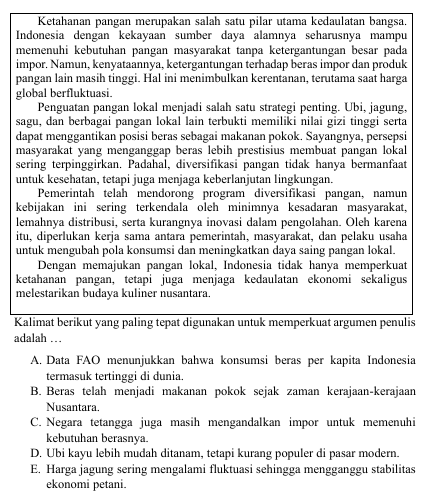 Ketahanan pangan merupakan salah satu pilar utama kedaulatan bangsa.
Indonesia dengan kekayaan sumber daya alamnya seharusnya mampu
memenuhi kebutuhan pangan masyarakat tanpa ketergantungan besar pada
impor. Namun, kenyataannya, ketergantungan terhadap beras impor dan produk
pangan lain masih tinggi. Hal ini menimbulkan kerentanan, terutama saat harga
global berfluktuasi.
Penguatan pangan lokal menjadi salah satu strategi penting. Ubi, jagung,
sagu, dan berbagai pangan lokal lain terbukti memiliki nilai gizi tinggi serta
dapat menggantikan posisi beras sebagai makanan pokok. Sayangnya, persepsi
masyarakat yang menganggap beras lebih prestisius membuat pangan lokal
sering terpinggirkan. Padahal, diversifikasi pangan tidak hanya bermanfaat
untuk kesehatan, tetapi juga menjaga keberlanjutan lingkungan.
Pemerintah telah mendorong program diversifikasi pangan, namun
kebijakan ini sering terkendala oleh minimnya kesadaran masyarakat,
lemahnya distribusi, serta kurangnya inovasi dalam pengolahan. Oleh karena
itu, diperlukan kerja sama antara pemerintah, masyarakat, dan pelaku usaha
untuk mengubah pola konsumsi dan meningkatkan daya saing pangan lokal.
Dengan memajukan pangan lokal, Indonesia tidak hanya memperkuat
ketahanan pangan, tetapi juga menjaga kedaulatan ekonomi sekaligus
melestarikan budaya kuliner nusantara.
Kalimat berikut yang paling tepat digunakan untuk memperkuat argumen penulis
adalah …
A. Data FAO menunjukkan bahwa konsumsi beras per kapita Indonesia
termasuk tertinggi di dunia.
B. Beras telah menjadi makanan pokok sejak zaman kerajaan-kerajaan
Nusantara.
C. Negara tetangga juga masih mengandalkan impor untuk memenuhi
kebutuhan berasnya.
D. Ubi kayu lebih mudah ditanam, tetapi kurang populer di pasar modern.
E. Harga jagung sering mengalami fluktuasi sehingga mengganggu stabilitas
ekonomi petani.